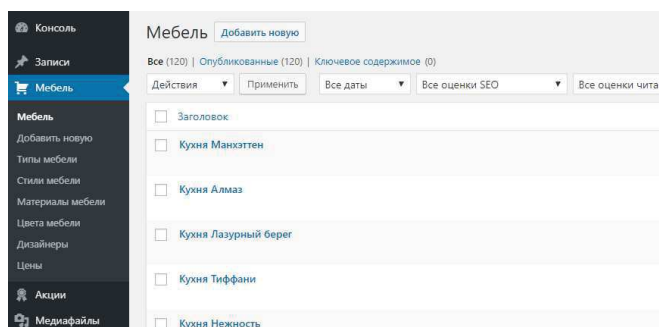 Консоль
Записи
Мебель
Мебель
Добавить новую
Типы мебели
Стили мебели
Материалы мебели
Цвета мебели
Дизайнеры
Цены
Акции
Медиафайлы
Мебель Добавить новую
Все (120) | Опубликованные (120) | Ключевое содержимое (0)
Действия Применить Все даты Все оценки SEO Все оценки чита
Заголовок
Кухня Манхэттен
Кухня Алмаз
Кухня Лазурный берег
Кухня Тиффани
Кухня Нежность